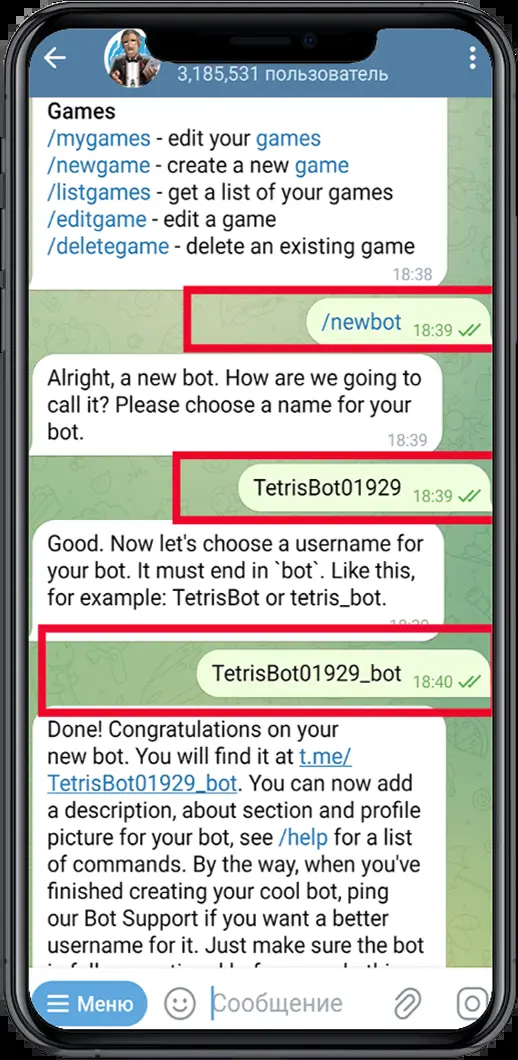 3,185,531 пользователь
Games
/mygames - edit your games
/newgame - create a new game
/listgames - get a list of your games
/editgame - edit a game
/deletegame - delete an existing game
18:38
/newbot 18:39
Alright, a new bot. How are we going to
call it? Please choose a name for your
bot.
18:39
TetrisBot01929 18:39
Good. Now let's choose a username for
your bot. It must end in `bot`. Like this,
for example: TetrisBot or tetris_bot.
TetrisBot01929_bot 18:40
Done! Congratulations on your
new bot. You will find it at t.me/
TetrisBot01929_bot. You can now add
a description, about section and profile
picture for your bot, see /help for a list
of commands. By the way, when you've
finished creating your cool bot, ping
our Bot Support if you want a better
username for it. Just make sure the bot
Меню
Сообщение